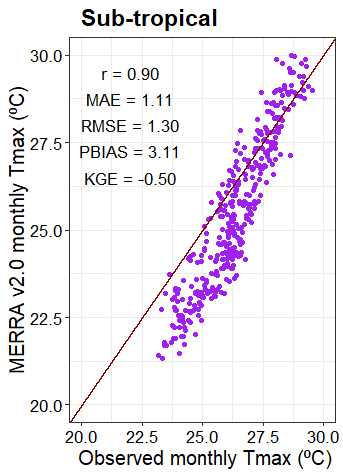 Sub-tropical
r = 0.90
MAE = 1.11
RMSE = 1.30
PBIAS = 3.11
KGE = -0.50
MERRA v2.0 monthly Tmax (ºC)
30.0
27.5
25.0
22.5
20.0
20.0 22.5 25.0 27.5 30.0
Observed monthly Tmax (ºC)